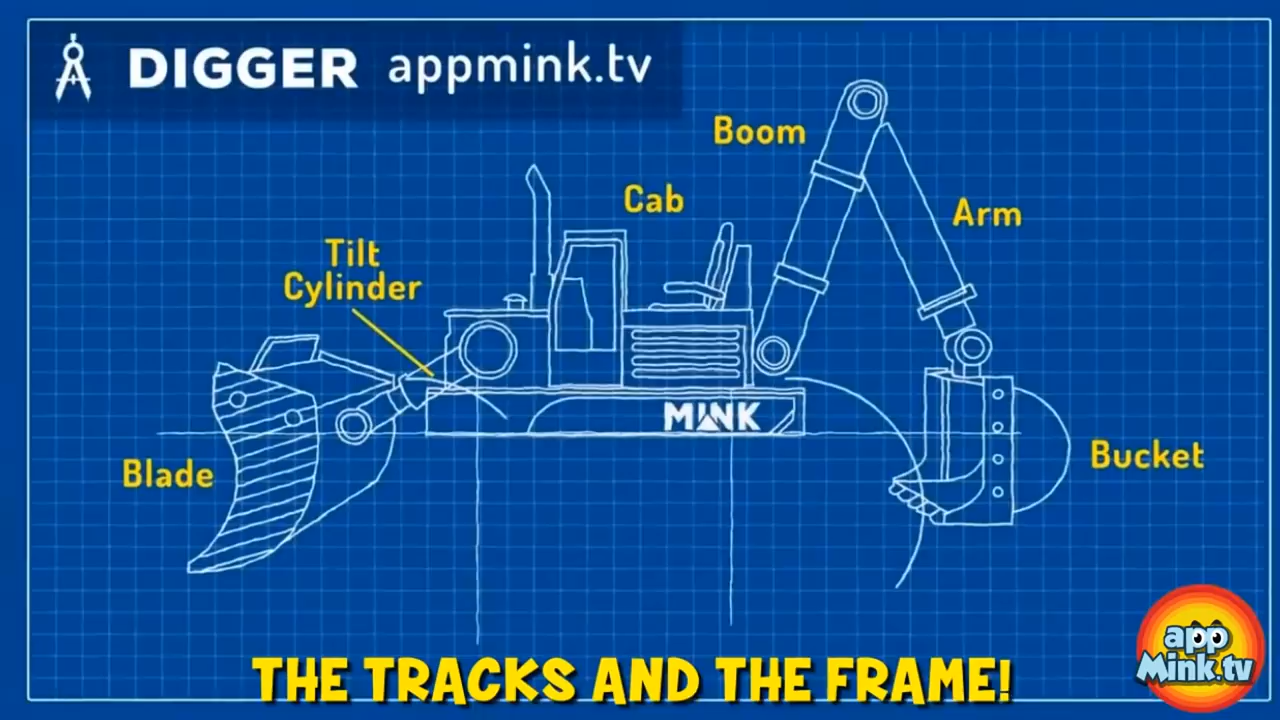 DIGGER appmink.tv
Boom
Cab
Arm
Tilt
Cylinder
MINK
Blade
Bucket
THE TRACKS AND THE FRAME!
app
Mink.tv